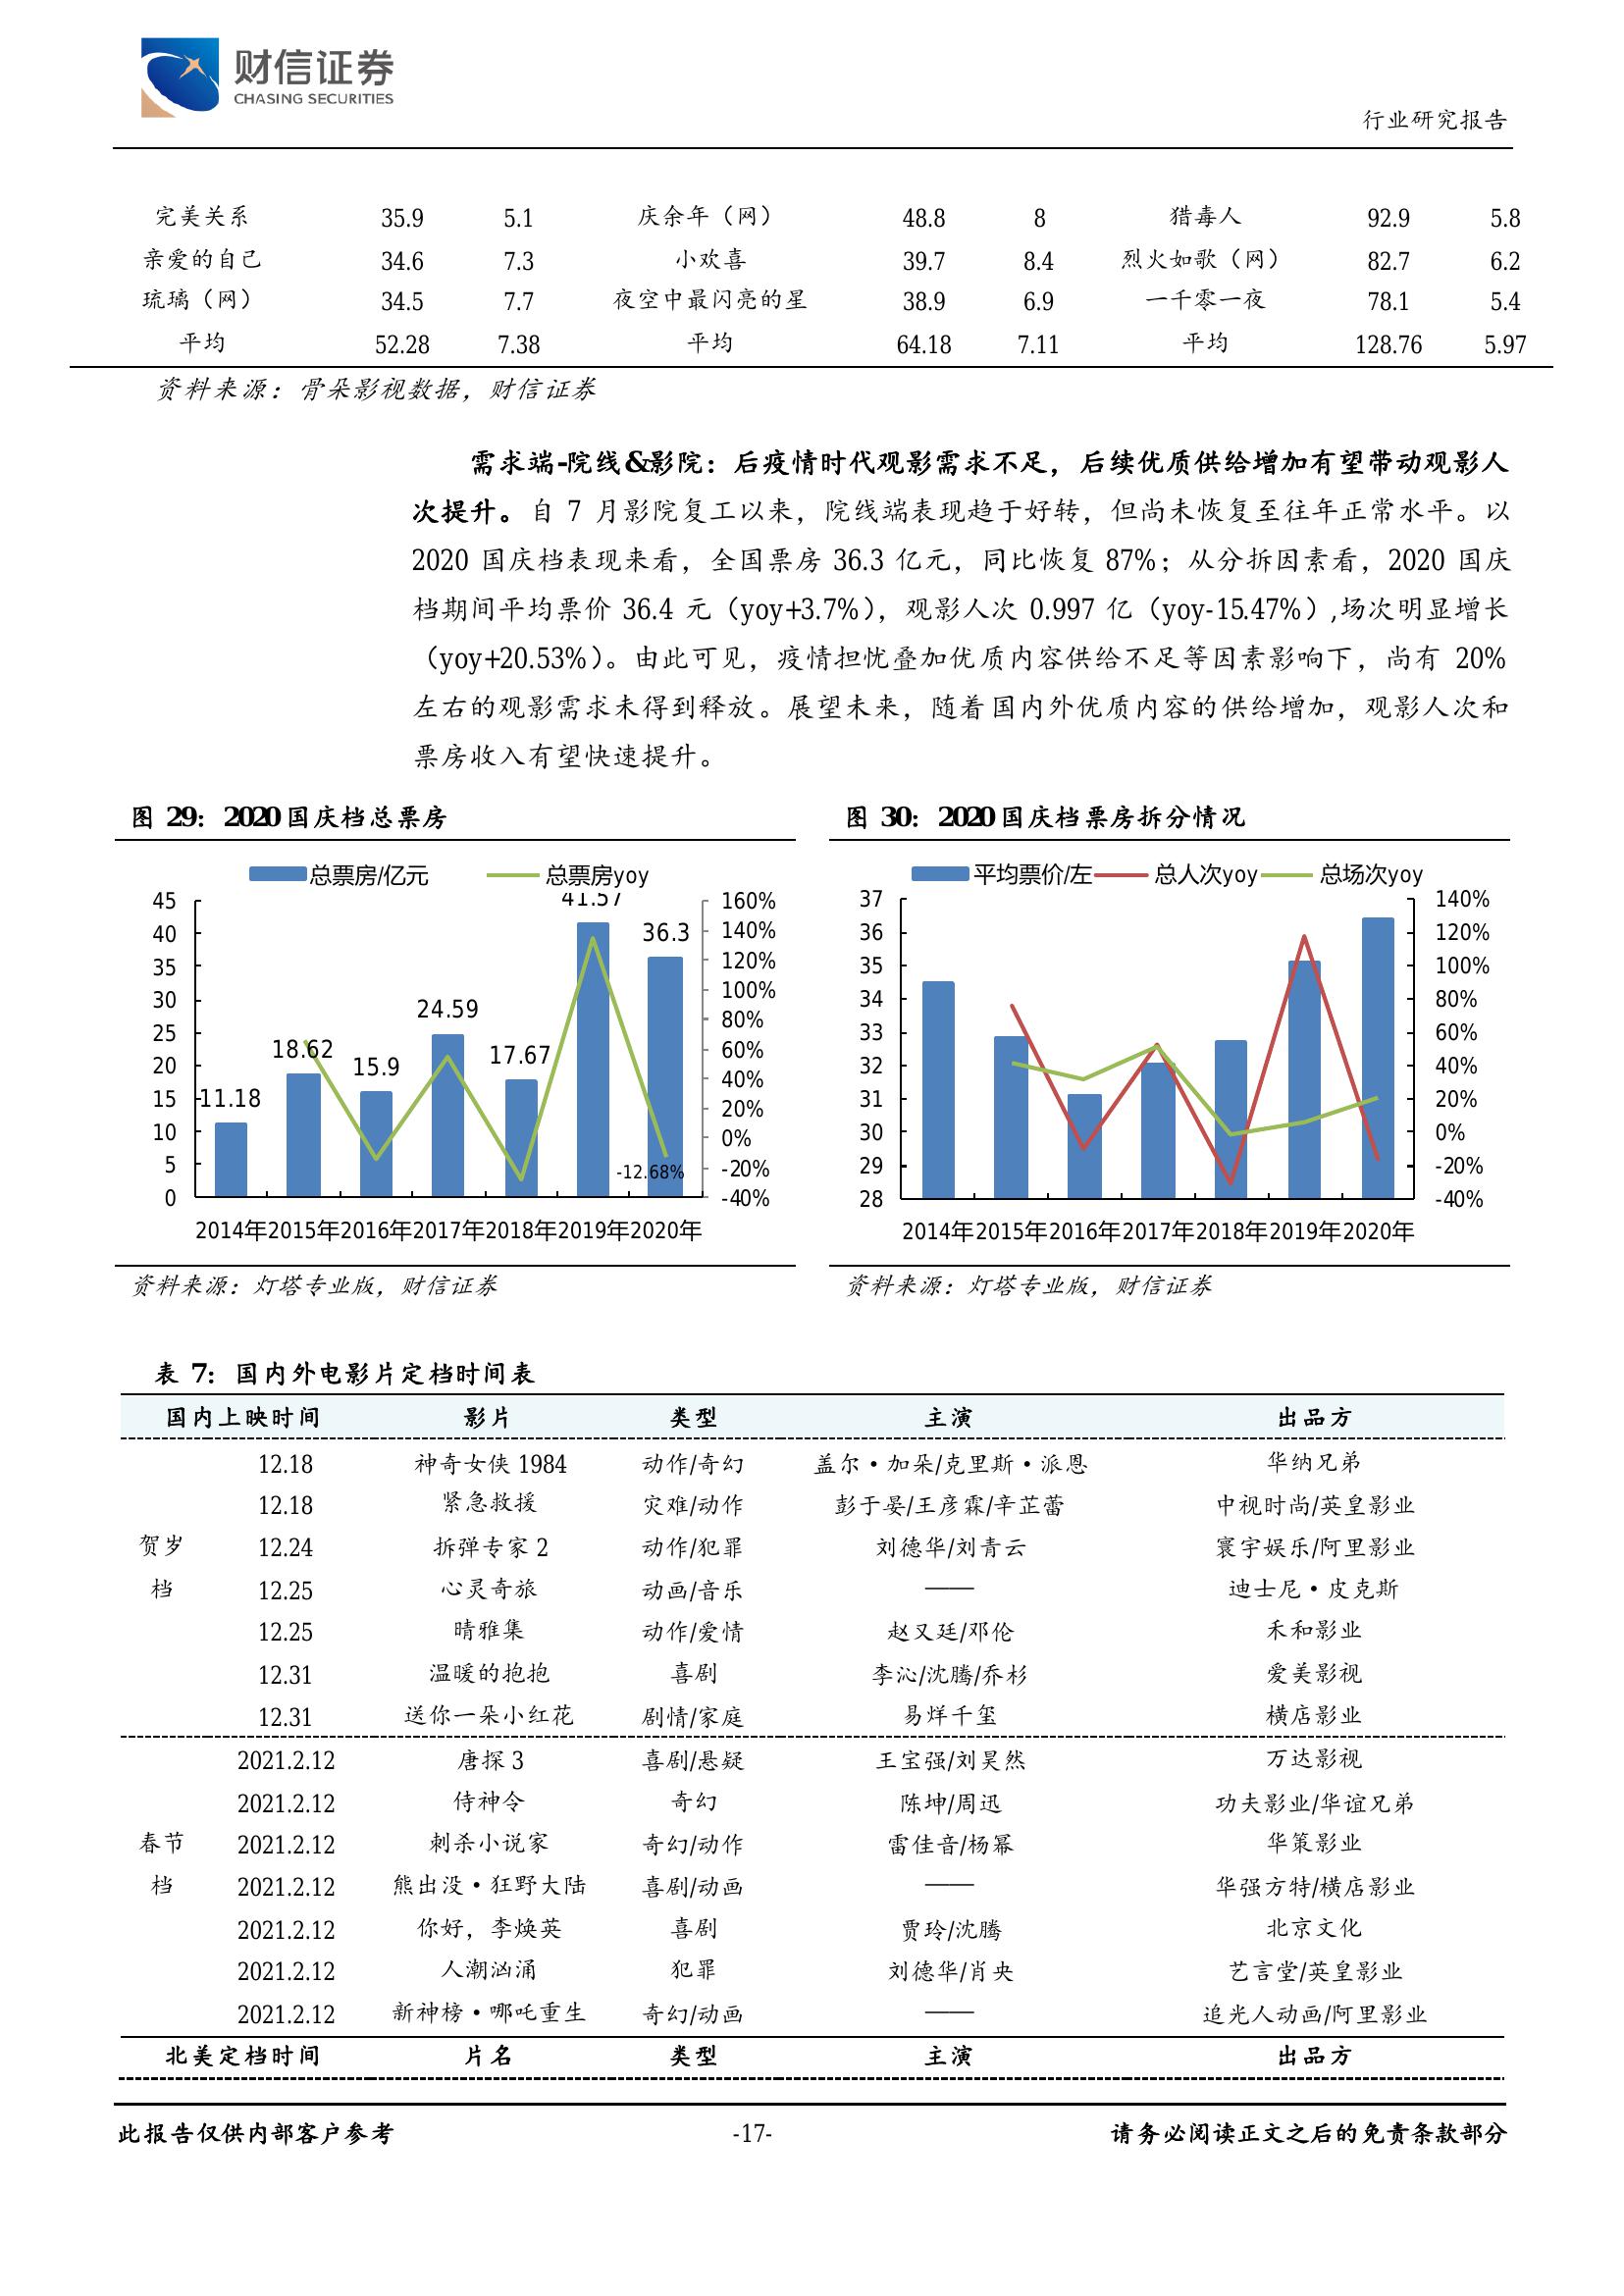 财信证券
CHASING SECURITIES
行业研究报告
完美关系 35.9 5.1 庆余年（网） 48.8 8 猎毒人 92.9 5.8
亲爱的自己 34.6 7.3 小欢喜 39.7 8.4 烈火如歌（网） 82.7 6.2
琉璃（网） 34.5 7.7 夜空中最闪亮的星 38.9 6.9 一千零一夜 78.1 5.4
平均 52.28 7.38 平均 64.18 7.11 平均 128.76 5.97
资料来源：骨朵影视数据，财信证券
需求端-院线&影院：后疫情时代观影需求不足，后续优质供给增加有望带动观影人
次提升。自 7 月影院复工以来，院线端表现趋于好转，但尚未恢复至往年正常水平。以
2020 国庆档表现来看，全国票房 36.3 亿元，同比恢复 87%；从分拆因素看，2020 国庆
档期间平均票价 36.4 元（yoy+3.7%），观影人次 0.997 亿（yoy-15.47%）,场次明显增长
（yoy+20.53%）。由此可见，疫情担忧叠加优质内容供给不足等因素影响下，尚有 20%
左右的观影需求未得到释放。展望未来，随着国内外优质内容的供给增加，观影人次和
票房收入有望快速提升。
图 29：2020 国庆档总票房
总票房/亿元 总票房yoy
45 40 35 30 25 20 15 10 5 0
11.18 18.62 15.9 24.59 17.67 41.57 36.3
-12.68%
160% 140% 120% 100% 80% 60% 40% 20% 0% -20% -40%
2014年 2015年 2016年 2017年 2018年 2019年 2020年
资料来源：灯塔专业版，财信证券
图 30：2020 国庆档票房拆分情况
平均票价/左 总人次yoy 总场次yoy
37 36 35 34 33 32 31 30 29 28
140% 120% 100% 80% 60% 40% 20% 0% -20% -40%
2014年 2015年 2016年 2017年 2018年 2019年 2020年
资料来源：灯塔专业版，财信证券
表 7：国内外电影片定档时间表
国内上映时间 影片 类型 主演 出品方
12.18 神奇女侠 1984 动作/奇幻 盖尔·加朵/克里斯·派恩 华纳兄弟
12.18 紧急救援 灾难/动作 彭于晏/王彦霖/辛芷蕾 中视时尚/英皇影业
贺岁 12.24 拆弹专家 2 动作/犯罪 刘德华/刘青云 寰宇娱乐/阿里影业
档 12.25 心灵奇旅 动画/音乐 —— 迪士尼·皮克斯
12.25 晴雅集 动作/爱情 赵又廷/邓伦 禾和影业
12.31 温暖的抱抱 喜剧 李沁/沈腾/乔杉 爱美影视
12.31 送你一朵小红花 剧情/家庭 易烊千玺 横店影业
2021.2.12 唐探 3 喜剧/悬疑 王宝强/刘昊然 万达影视
2021.2.12 侍神令 奇幻 陈坤/周迅 功夫影业/华谊兄弟
春节 2021.2.12 刺杀小说家 奇幻/动作 雷佳音/杨幂 华策影业
档 2021.2.12 熊出没·狂野大陆 喜剧/动画 —— 华强方特/横店影业
2021.2.12 你好，李焕英 喜剧 贾玲/沈腾 北京文化
2021.2.12 人潮汹涌 犯罪 刘德华/肖央 艺言堂/英皇影业
2021.2.12 新神榜·哪吒重生 奇幻/动画 —— 追光人动画/阿里影业
北美定档时间 片名 类型 主演 出品方
此报告仅供内部客户参考 -17- 请务必阅读正文之后的免责条款部分